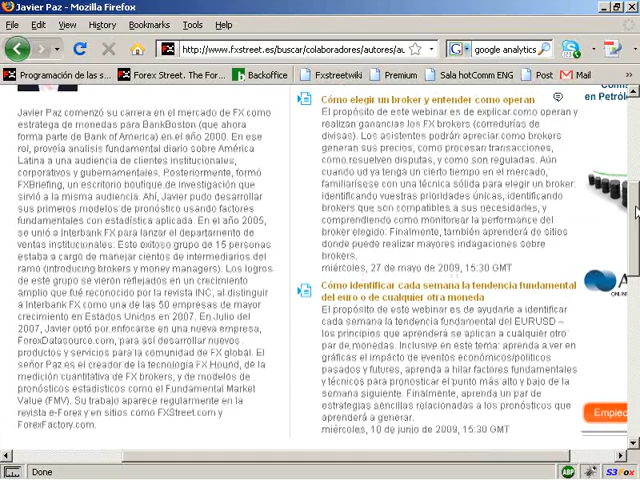 Javier Paz - Mozilla Firefox
File Edit View History Bookmarks Tools Help
http://www.fxstreet.es/buscar/colaboradores/autores/au
google analytics
Programación de las s... Forex Street. The For... Backoffice Fxstreetwiki Premium Sala hotComm ENG Post Mail
Javier Paz comenzó su carrera en el mercado de FX como
estratega de monedas para BankBoston (que ahora
forma parte de Bank of America) en el año 2000. En ese
rol, proveía analisis fundamental diario sobre América
Latina a una audiencia de clientes institucionales,
corporativos y gubernamentales. Posteriormente, formó
FXBriefing, un escritorio boutique de investigación que
sirvió a la misma audiencia. Ahí, Javier pudo desarrollar
sus primeros modelos de pronóstico usando factores
fundamentales con estadística aplicada. En el año 2005,
se unió a Interbank FX para lanzar el departamento de
ventas institucionales. Este exitoso grupo de 15 personas
estaba a cargo de manejar cientos de intermediarios del
ramo (introducing brokers y money managers). Los logros
de este grupo se vieron reflejados en un crecimiento
amplio que fué reconocido por la revista INC, al distinguir
a Interbank FX como una de las 50 empresas de mayor
crecimiento en Estados Unidos en 2007. En Julio del
2007, Javier optó por enfocarse en una nueva empresa,
ForexDatasource.com, para así desarrollar nuevos
productos y servicios para la comunidad de FX global. El
señor Paz es el creador de la tecnología FX Hound, de la
medición cuantitativa de FX brokers, y de modelos de
pronósticos estadísticos como el Fundamental Market
Value (FMV). Su trabajo aparece regularmente en la
revista e-Forex y en sitios como FXStreet.com y
ForexFactory.com.
Cómo elegir un broker y entender como operan
El propósito de este webinar es de explicar como operan y
realizan ganancias los FX brokers (corredurías de
divisas). Los asistentes podrán apreciar como brokers
generan sus precios, como procesan transacciones,
como resuelven disputas, y como son reguladas. Aún
cuando ud ya tenga un cierto tiempo en el mercado,
familiarísese con una técnica sólida para elegir un broker:
identificando vuestras prioridades únicas, identificando
brokers que son compatibles a sus necesidades, y
comprendiendo como monitorear la performance del
broker elegido. Finalmente, también aprenderá de sitios
donde puede realizar mayores indagaciones sobre
brokers.
miércoles, 27 de mayo de 2009, 15:30 GMT
Cómo identificar cada semana la tendencia fundamental
del euro o de cualquier otra moneda
El propósito de este webinar es de ayudarle a identificar
cada semana la tendencia fundamental del EURUSD –
los principios que aprenderá se aplican a cualquier otro
par de monedas. Inclusive en este tema: aprenda a ver en
gráficas el impacto de eventos económicos/políticos
pasados y futures, aprenda a hilar factores fundamentales
y técnicos para pronosticar el punto más alto y bajo de la
semana siguiente. Finalmente, aprenda un par de
estrategias sencillas relacionadas a los pronósticos que
aprenderá a generar.
miércoles, 10 de junio de 2009, 15:30 GMT
en Petróle
Empiec
Done
ABP
S3Fox